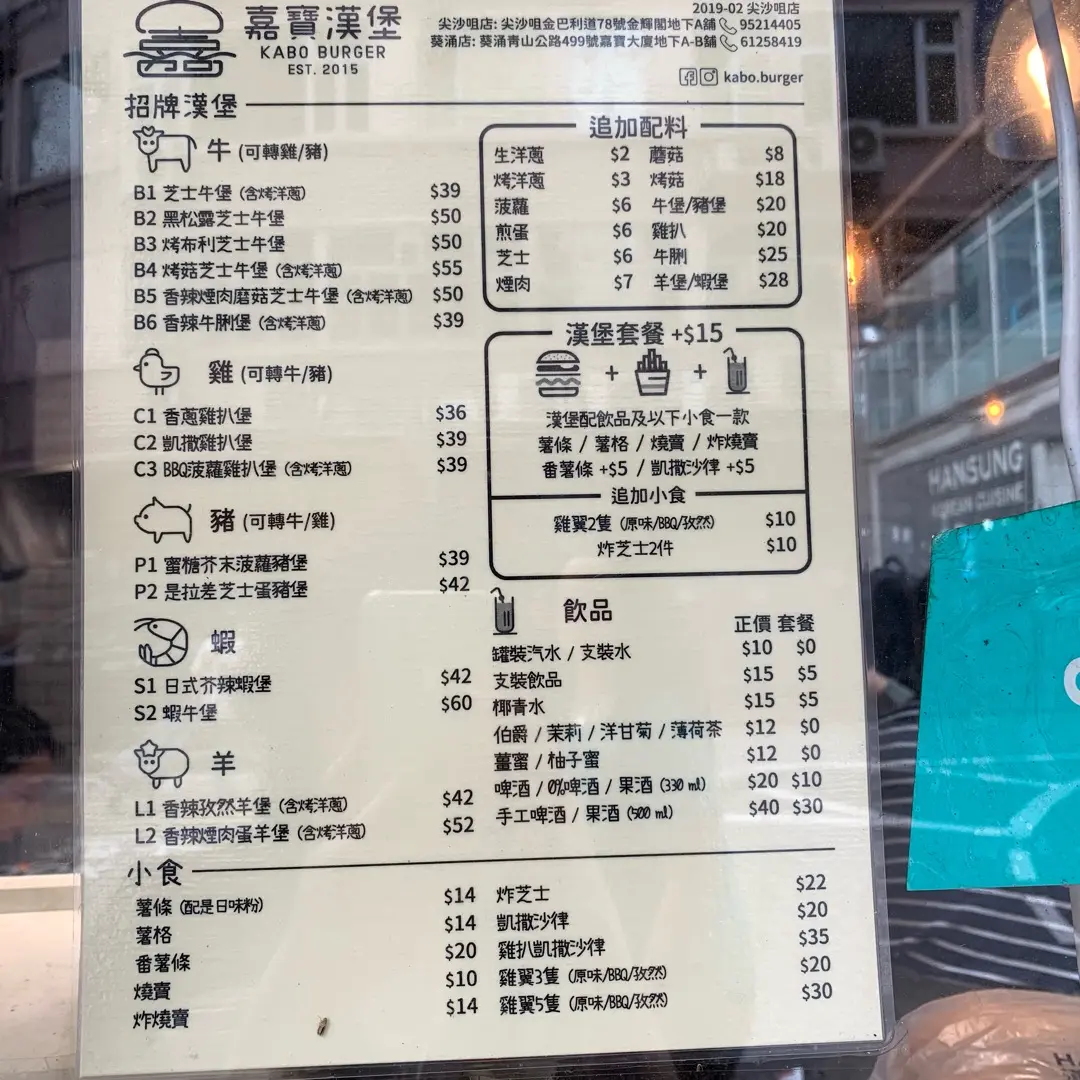 嘉寶漢堡
KABO BURGER
EST. 2015
2019-02 尖沙咀店
尖沙咀店: 尖沙咀金巴利道78號金輝閣地下A舖 95214405
葵涌店: 葵涌青山公路499號嘉寶大廈地下A-B舖 61258419
kabo.burger
招牌漢堡
牛 (可轉雞/豬)
B1 芝士牛堡 (含烤洋蔥) $39
B2 黑松露芝士牛堡 $50
B3 烤布利芝士牛堡 $50
B4 烤菇芝士牛堡 (含烤洋蔥) $55
B5 香辣煙肉蘑菇芝士牛堡 (含烤洋蔥) $50
B6 香辣牛脷堡 (含烤洋蔥) $39
雞 (可轉牛/豬)
C1 香蔥雞扒堡 $36
C2 凱撒雞扒堡 $39
C3 BBQ菠蘿雞扒堡 (含烤洋蔥) $39
豬 (可轉牛/雞)
P1 蜜糖芥末菠蘿豬堡 $39
P2 是拉差芝士蛋豬堡 $42
蝦
S1 日式芥辣蝦堡 $42
S2 蝦牛堡 $60
羊
L1 香辣孜然羊堡 (含烤洋蔥) $42
L2 香辣煙肉蛋羊堡 (含烤洋蔥) $52
追加配料
生洋蔥 $2 蘑菇 $8
烤洋蔥 $3 烤菇 $18
菠蘿 $6 牛堡/豬堡 $20
煎蛋 $6 雞扒 $20
芝士 $6 牛脷 $25
煙肉 $7 羊堡/蝦堡 $28
漢堡套餐 +$15
+ +
漢堡配飲品及以下小食一款
薯條 / 薯格 / 燒賣 / 炸燒賣
番薯條 +$5 / 凱撒沙律 +$5
追加小食
雞翼2隻 (原味/BBQ/孜然) $10
炸芝士2件 $10
飲品
正價 套餐
罐裝汽水 / 支裝水 $10 $0
支裝飲品 $15 $5
椰青水 $15 $5
伯爵 / 茉莉 / 洋甘菊 / 薄荷茶 $12 $0
薑蜜 / 柚子蜜 $12 $0
啤酒 / 0%啤酒 / 果酒 (330 ml) $20 $10
手工啤酒 / 果酒 (500 ml) $40 $30
小食
薯條 (配是日味粉) $14
薯格 $14
番薯條 $20
燒賣 $10
炸燒賣 $14
炸芝士 $22
凱撒沙律 $20
雞扒凱撒沙律 $35
雞翼3隻 (原味/BBQ/孜然) $20
雞翼5隻 (原味/BBQ/孜然) $30
HANSUNG
KOREAN CUISINE